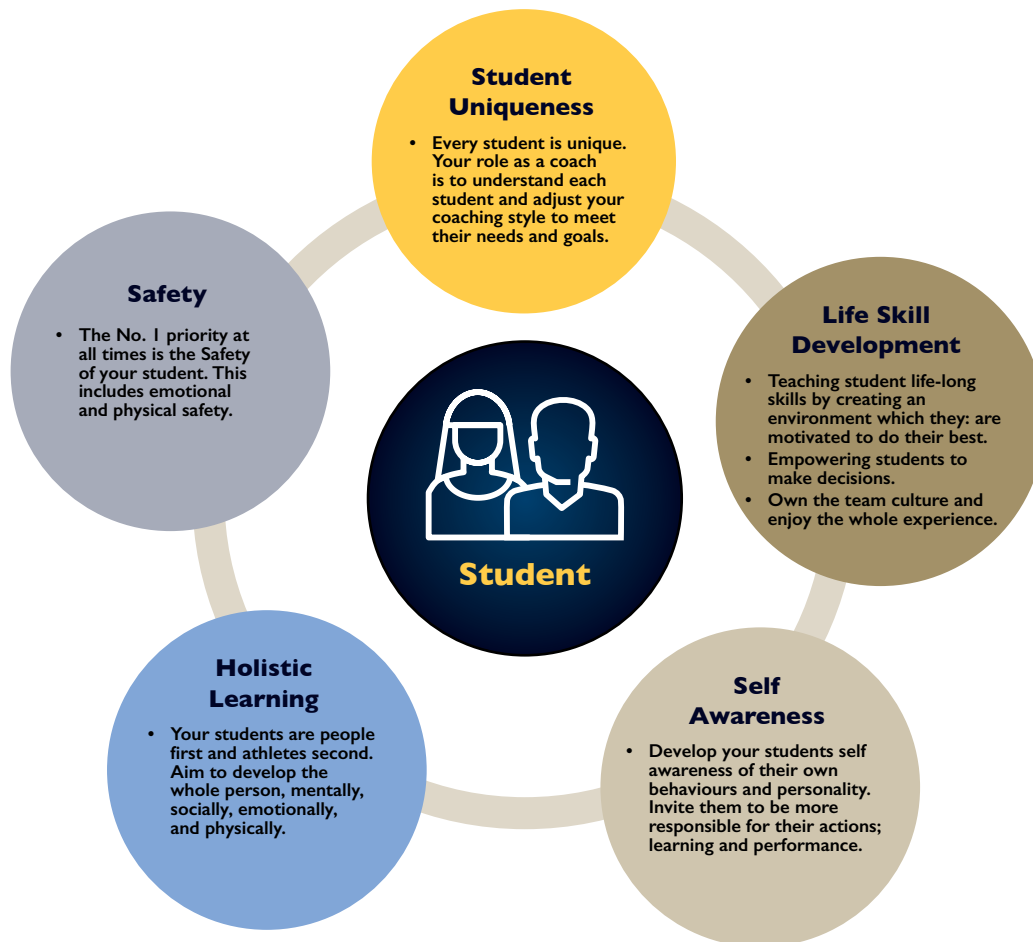 Student
Uniqueness
• Every student is unique.
Your role as a coach
is to understand each
student and adjust your
coaching style to meet
their needs and goals.
Safety
• The No. 1 priority at
all times is the Safety
of your student. This
includes emotional
and physical safety.
Life Skill
Development
• Teaching student life-long
skills by creating an
environment which they: are
motivated to do their best.
• Empowering students to
make decisions.
• Own the team culture and
enjoy the whole experience.
Student
Holistic
Learning
• Your students are people
first and athletes second.
Aim to develop the
whole person, mentally,
socially, emotionally,
and physically.
Self
Awareness
• Develop your students self
awareness of their own
behaviours and personality.
Invite them to be more
responsible for their actions;
learning and performance.